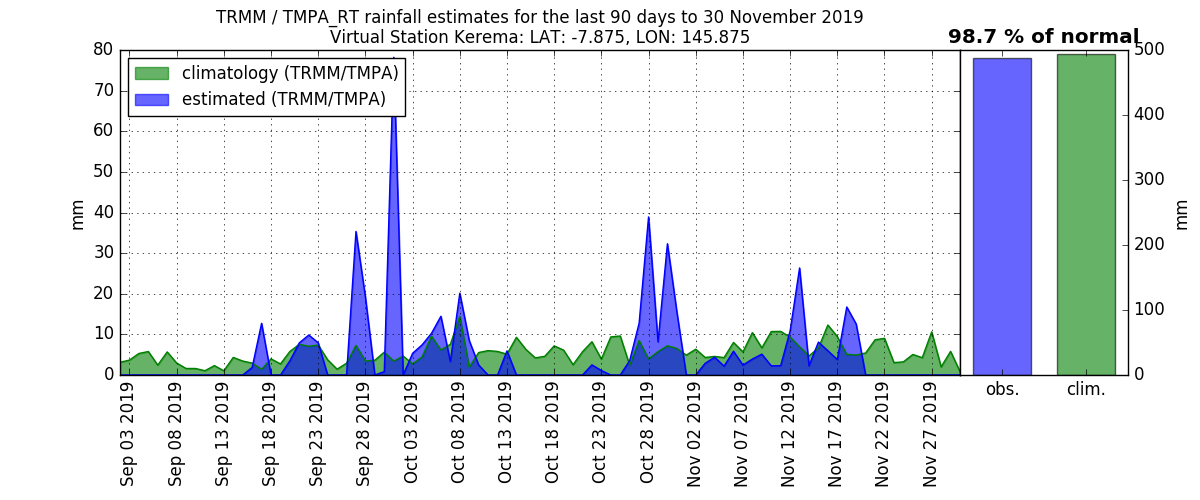 TRMM / TMPA_RT rainfall estimates for the last 90 days to 30 November 2019
Virtual Station Kerema: LAT: -7.875, LON: 145.875
98.7 % of normal
climatology (TRMM/TMPA)
estimated (TRMM/TMPA)
mm
80
70
60
50
40
30
20
10
0
Sep 03 2019
Sep 08 2019
Sep 13 2019
Sep 18 2019
Sep 23 2019
Sep 28 2019
Oct 03 2019
Oct 08 2019
Oct 13 2019
Oct 18 2019
Oct 23 2019
Oct 28 2019
Nov 02 2019
Nov 07 2019
Nov 12 2019
Nov 17 2019
Nov 22 2019
Nov 27 2019
obs.
clim.
500
400
300
200
100
0
mm